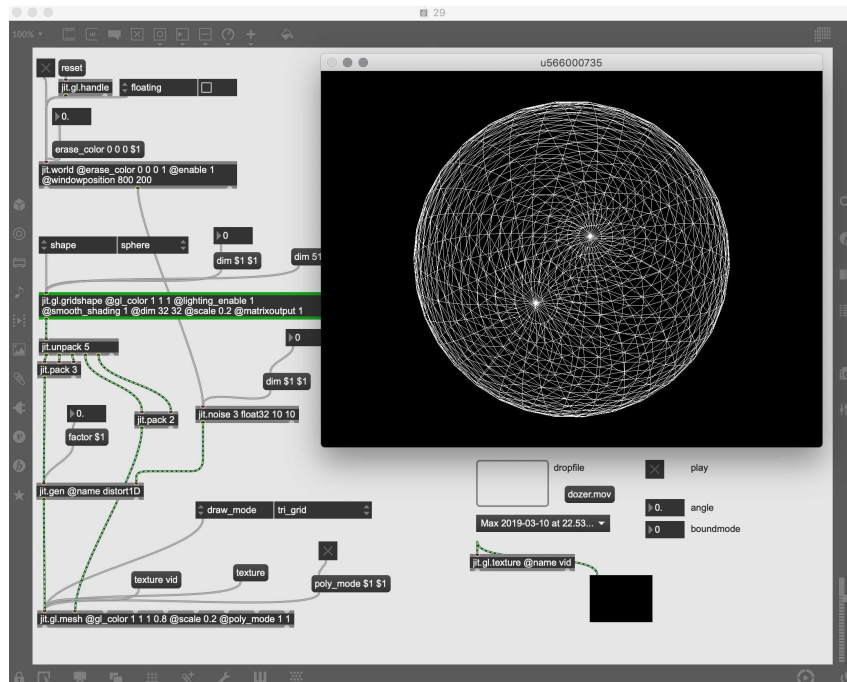 29
100%
reset
jit.gl.handle
floating
0.
erase_color 0 0 0 $1
jit.world @erase_color 0 0 0 1 @enable 1
@windowposition 800 200
u566000735
shape
sphere
0
dim $1 $1
dim 51
jit.gl.gridshape @gl_color 1 1 1 @lighting_enable 1
@smooth_shading 1 @dim 32 32 @scale 0.2 @matrixoutput 1
jit.unpack 5
jit.pack 3
0
dim $1 $1
jit.pack 2
jit.noise 3 float32 10 10
0.
factor $1
jit.gen @name distort1D
draw_mode
tri_grid
texture vid
texture
poly_mode $1 $1
jit.gl.mesh @gl_color 1 1 1 0.8 @scale 0.2 @poly_mode 1 1
dropfile
play
dozer.mov
0.
angle
Max 2019-03-10 at 22.53...
0
boundmode
jit.gl.texture @name vid